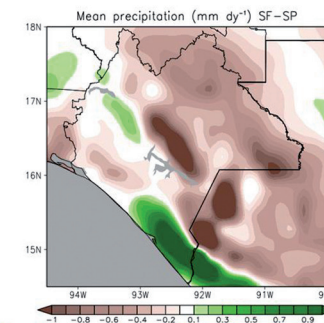 Mean precipitation (mm dy⁻¹) SF-SP
18N
17N
16N
15N
94W 93W 92W 91W 9
-1 -0.8 -0.6 -0.4 -0.2 0.1 0.3 0.5 0.7 0.9